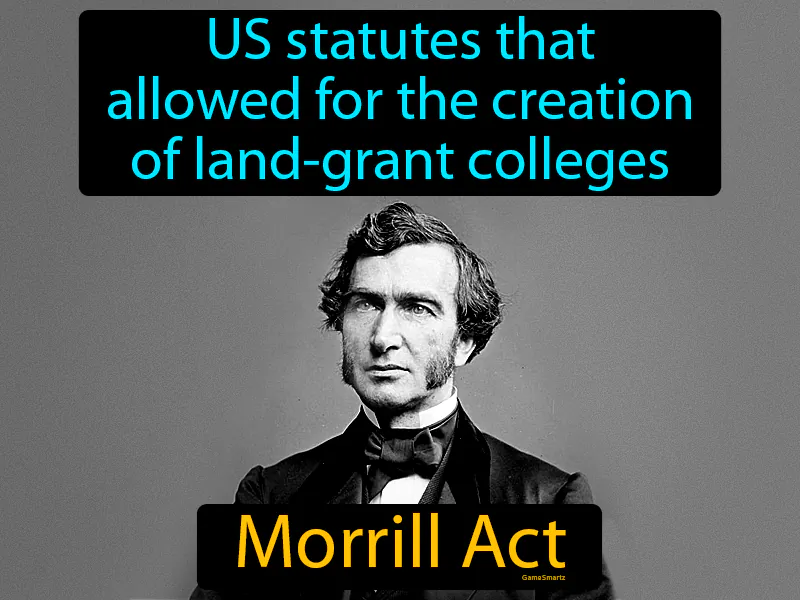 US statutes that
allowed for the creation
of land-grant colleges
Morrill Act
GameSmartz